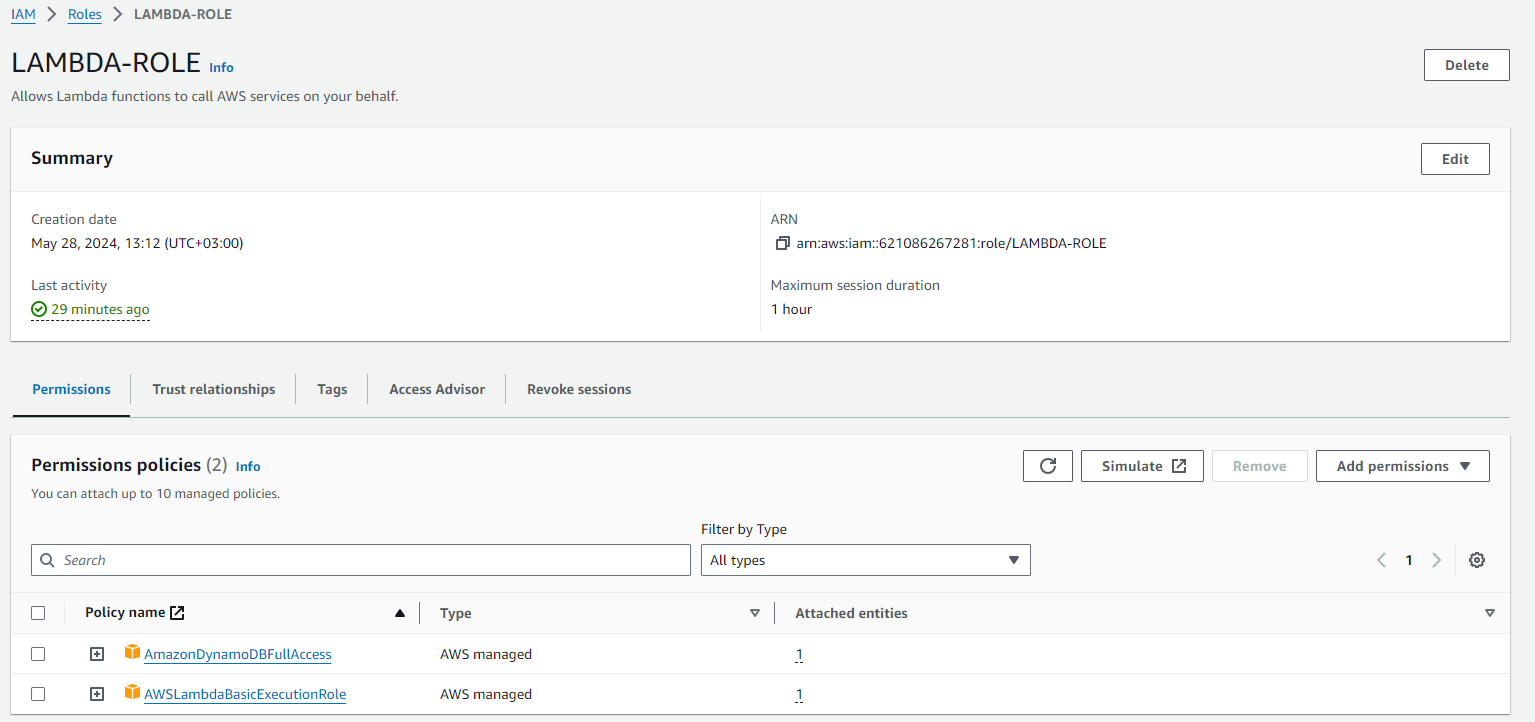 IAM > Roles > LAMBDA-ROLE
LAMBDA-ROLE Info
Delete
Allows Lambda functions to call AWS services on your behalf.
Summary
Edit
Creation date
May 28, 2024, 13:12 (UTC+03:00)
ARN
arn:aws:iam::621086267281:role/LAMBDA-ROLE
Last activity
29 minutes ago
Maximum session duration
1 hour
Permissions Trust relationships Tags Access Advisor Revoke sessions
Permissions policies (2) Info
Simulate Remove Add permissions
You can attach up to 10 managed policies.
Filter by Type
Search All types 1
Policy name Type Attached entities
AmazonDynamoDBFullAccess AWS managed 1
AWSLambdaBasicExecutionRole AWS managed 1